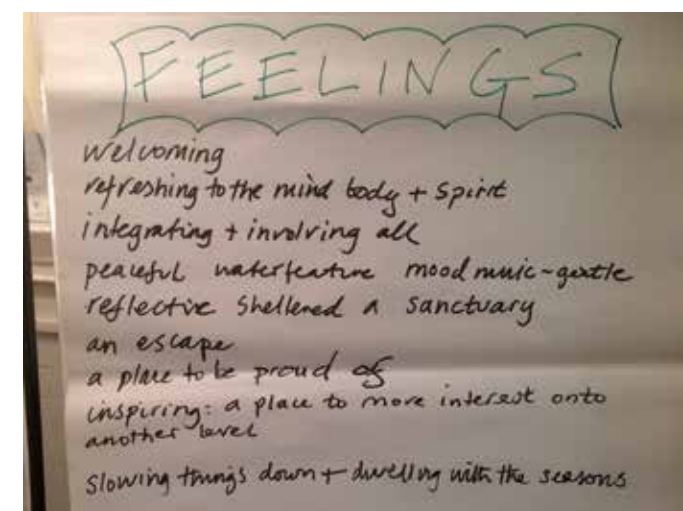 FEELINGS
welcoming
refreshing to the mind body + spirit
integrating + involving all
peaceful waterfeature mood music ~ gentle
reflective sheltered a sanctuary
an escape
a place to be proud of
inspiring: a place to move interest onto
another level
slowing things down + dwelling with the seasons